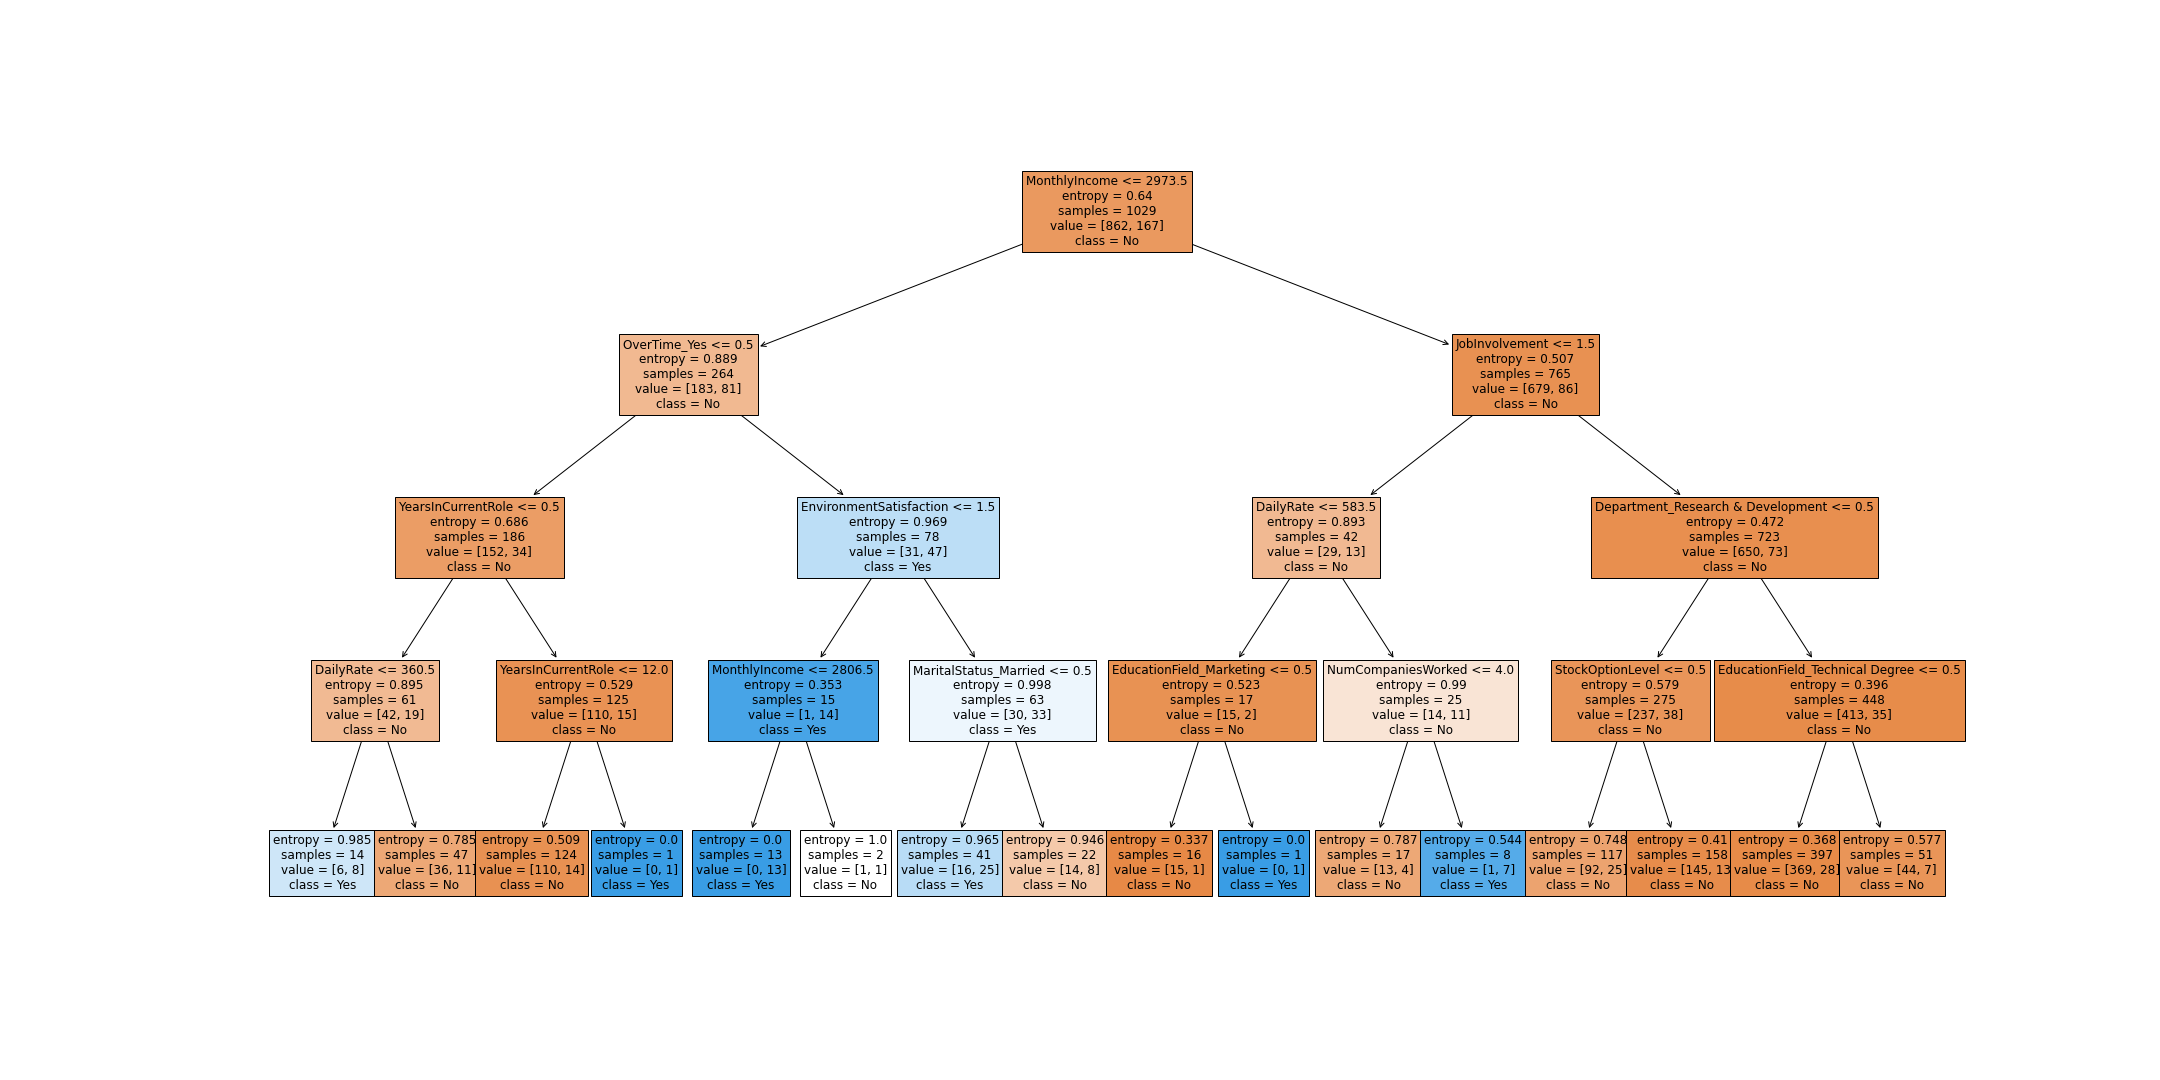 MonthlyIncome <= 2973.5
entropy = 0.64
samples = 1029
value = [862, 167]
class = No
OverTime_Yes <= 0.5
entropy = 0.889
samples = 264
value = [183, 81]
class = No
JobInvolvement <= 1.5
entropy = 0.507
samples = 765
value = [679, 86]
class = No
YearsInCurrentRole <= 0.5
entropy = 0.686
samples = 186
value = [152, 34]
class = No
EnvironmentSatisfaction <= 1.5
entropy = 0.969
samples = 78
value = [31, 47]
class = Yes
DailyRate <= 583.5
entropy = 0.893
samples = 42
value = [29, 13]
class = No
Department_Research & Development <= 0.5
entropy = 0.472
samples = 723
value = [650, 73]
class = No
DailyRate <= 360.5
entropy = 0.895
samples = 61
value = [42, 19]
class = No
YearsInCurrentRole <= 12.0
entropy = 0.529
samples = 125
value = [110, 15]
class = No
MonthlyIncome <= 2806.5
entropy = 0.353
samples = 15
value = [1, 14]
class = Yes
MaritalStatus_Married <= 0.5
entropy = 0.998
samples = 63
value = [30, 33]
class = Yes
EducationField_Marketing <= 0.5
entropy = 0.523
samples = 17
value = [15, 2]
class = No
NumCompaniesWorked <= 4.0
entropy = 0.99
samples = 25
value = [14, 11]
class = No
StockOptionLevel <= 0.5
entropy = 0.579
samples = 275
value = [237, 38]
class = No
EducationField_Technical Degree <= 0.5
entropy = 0.396
samples = 448
value = [413, 35]
class = No
entropy = 0.985
samples = 14
value = [6, 8]
class = Yes
entropy = 0.785
samples = 47
value = [36, 11]
class = No
entropy = 0.509
samples = 124
value = [110, 14]
class = No
entropy = 0.0
samples = 1
value = [0, 1]
class = Yes
entropy = 0.0
samples = 13
value = [0, 13]
class = Yes
entropy = 1.0
samples = 2
value = [1, 1]
class = No
entropy = 0.965
samples = 41
value = [16, 25]
class = Yes
entropy = 0.946
samples = 22
value = [14, 8]
class = No
entropy = 0.337
samples = 16
value = [15, 1]
class = No
entropy = 0.0
samples = 1
value = [0, 1]
class = Yes
entropy = 0.787
samples = 17
value = [13, 4]
class = No
entropy = 0.544
samples = 8
value = [1, 7]
class = Yes
entropy = 0.748
samples = 117
value = [92, 25]
class = No
entropy = 0.41
samples = 158
value = [145, 13
class = No
entropy = 0.368
samples = 397
value = [369, 28]
class = No
entropy = 0.577
samples = 51
value = [44, 7]
class = No